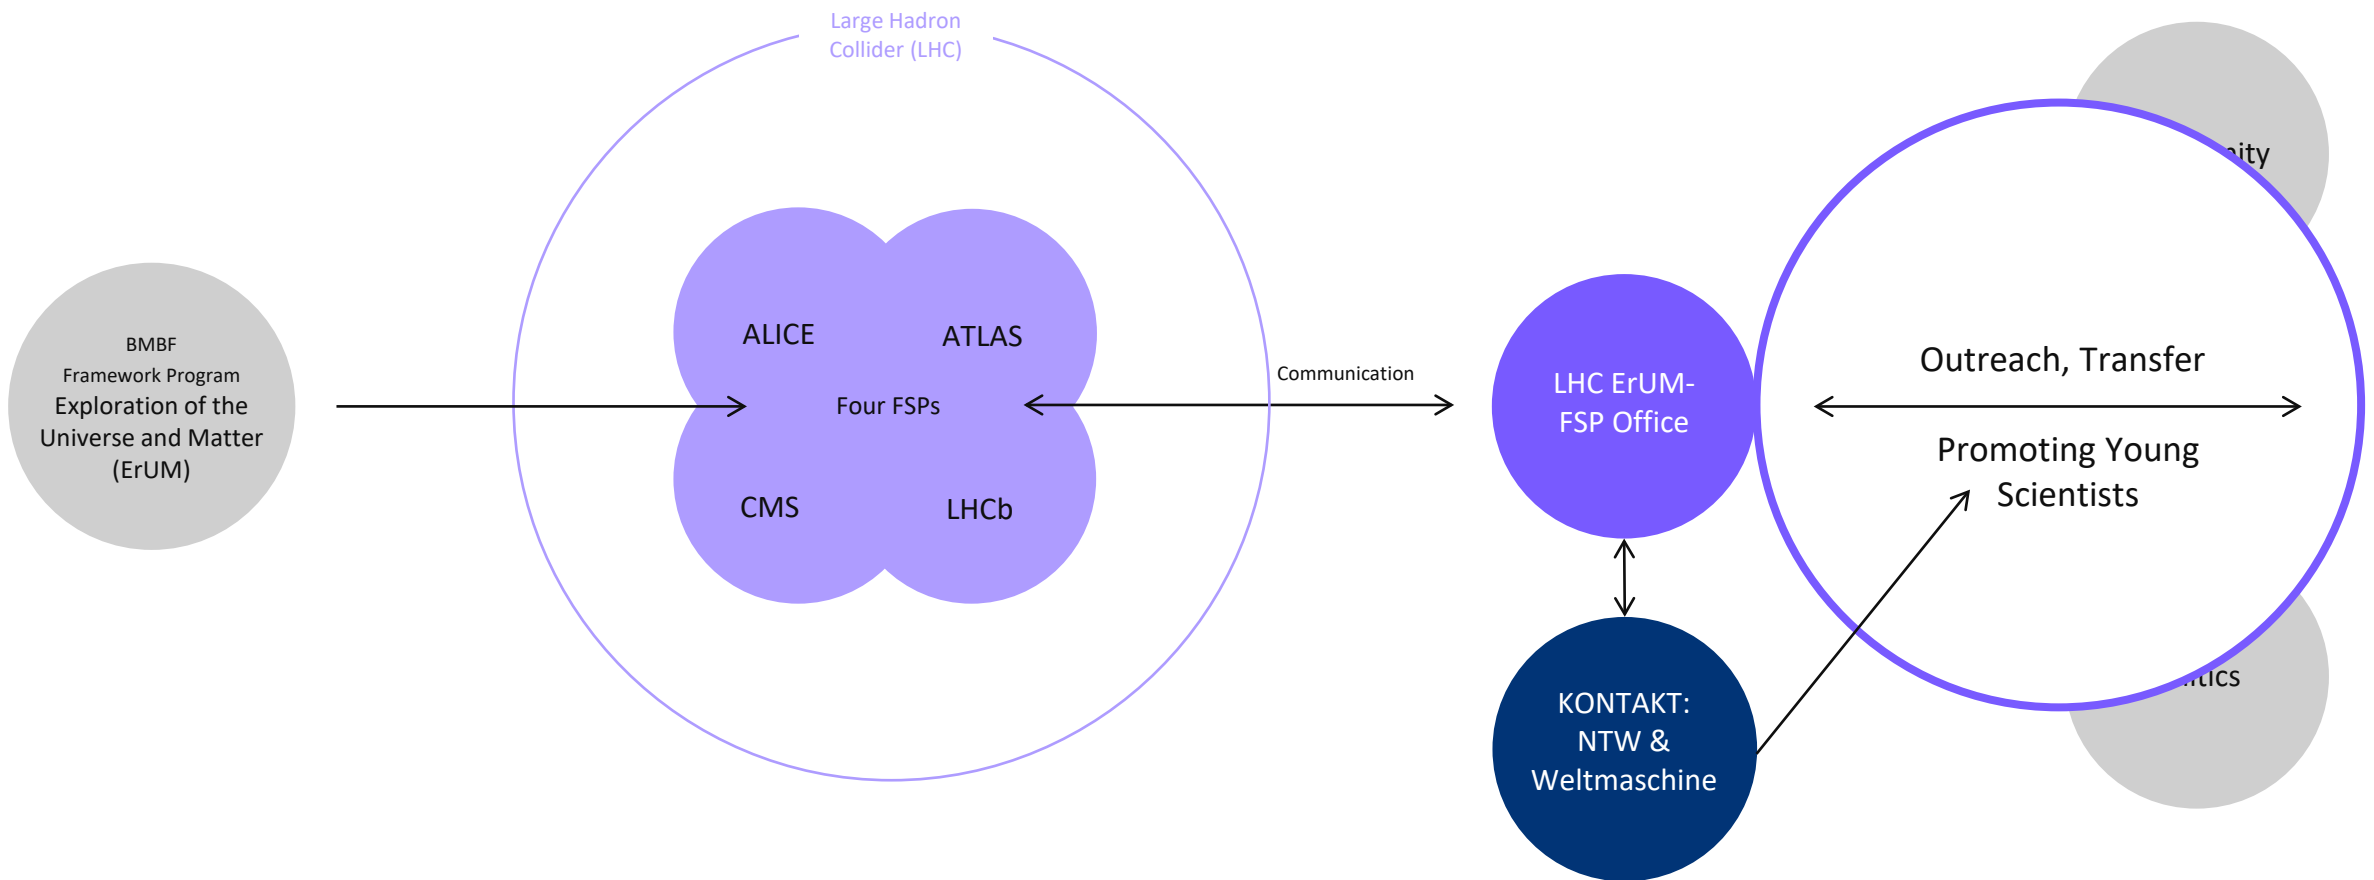 Large Hadron
Collider (LHC)
BMBF
Framework Program
Exploration of the
Universe and Matter
(ErUM)
ALICE
ATLAS
Four FSPs
CMS
LHCb
Communication
LHC ErUM-
FSP Office
KONTAKT:
NTW &
Weltmaschine
Outreach, Transfer
Promoting Young
Scientists